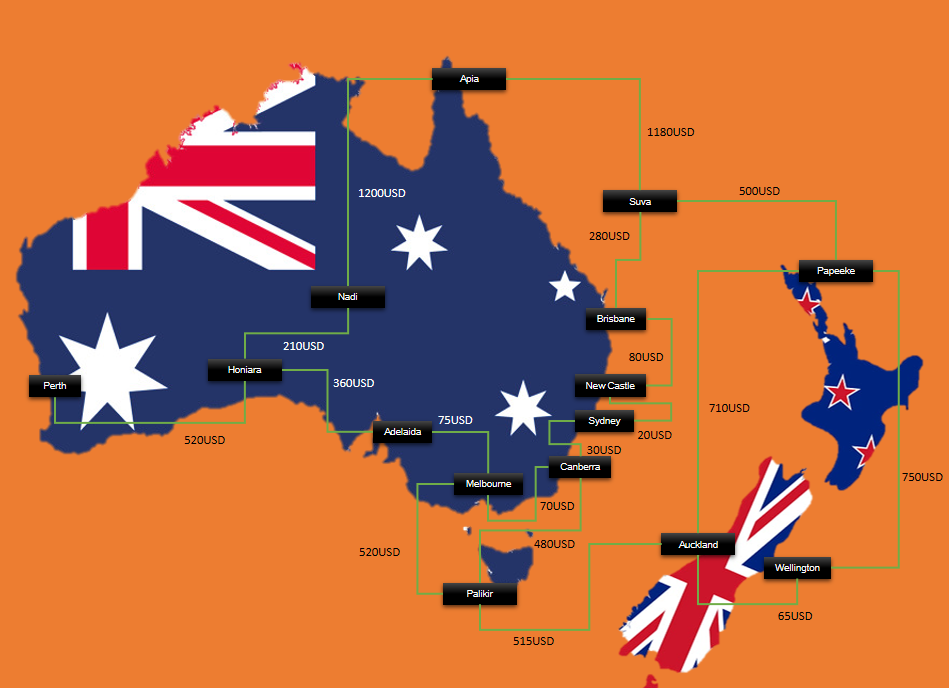 Apia
1180USD
1200USD
500USD
Suva
280USD
Papeeke
Nadi
Brisbane
210USD
80USD
Honiara
360USD
Perth
New Castle
710USD
75USD
Sydney
520USD
Adelaida
20USD
30USD
Canberra
750USD
Melbourne
70USD
520USD
480USD
Auckland
Wellington
Palikir
65USD
515USD